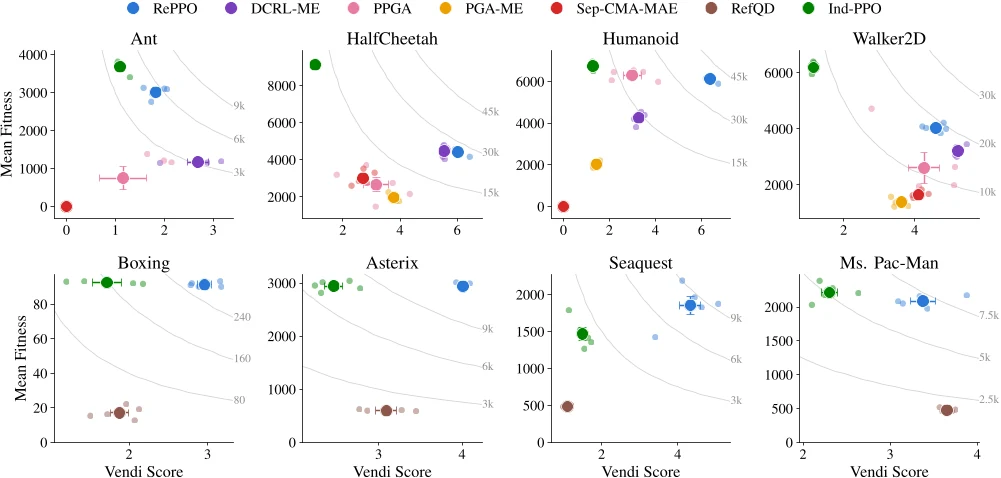 RePPO DCRL-ME PPGA PGA-ME Sep-CMA-MAE RefQD Ind-PPO
Ant HalfCheetah Humanoid Walker2D
Mean Fitness
4000
3000
2000
1000
0
0 1 2 3
9k
6k
3k
8000
6000
4000
2000
2 4 6
45k
30k
15k
6000
4000
2000
0
0 2 4 6
45k
30k
15k
6000
4000
2000
2 4
30k
20k
10k
Boxing Asterix Seaquest Ms. Pac-Man
Mean Fitness
80
60
40
20
0
2 3
Vendi Score
240
160
80
3000
2000
1000
0
2 3 4
Vendi Score
9k
6k
3k
2000
1500
1000
500
0
2 4
Vendi Score
9k
6k
3k
2000
1500
1000
500
0
2 3 4
Vendi Score
7.5k
5k
2.5k